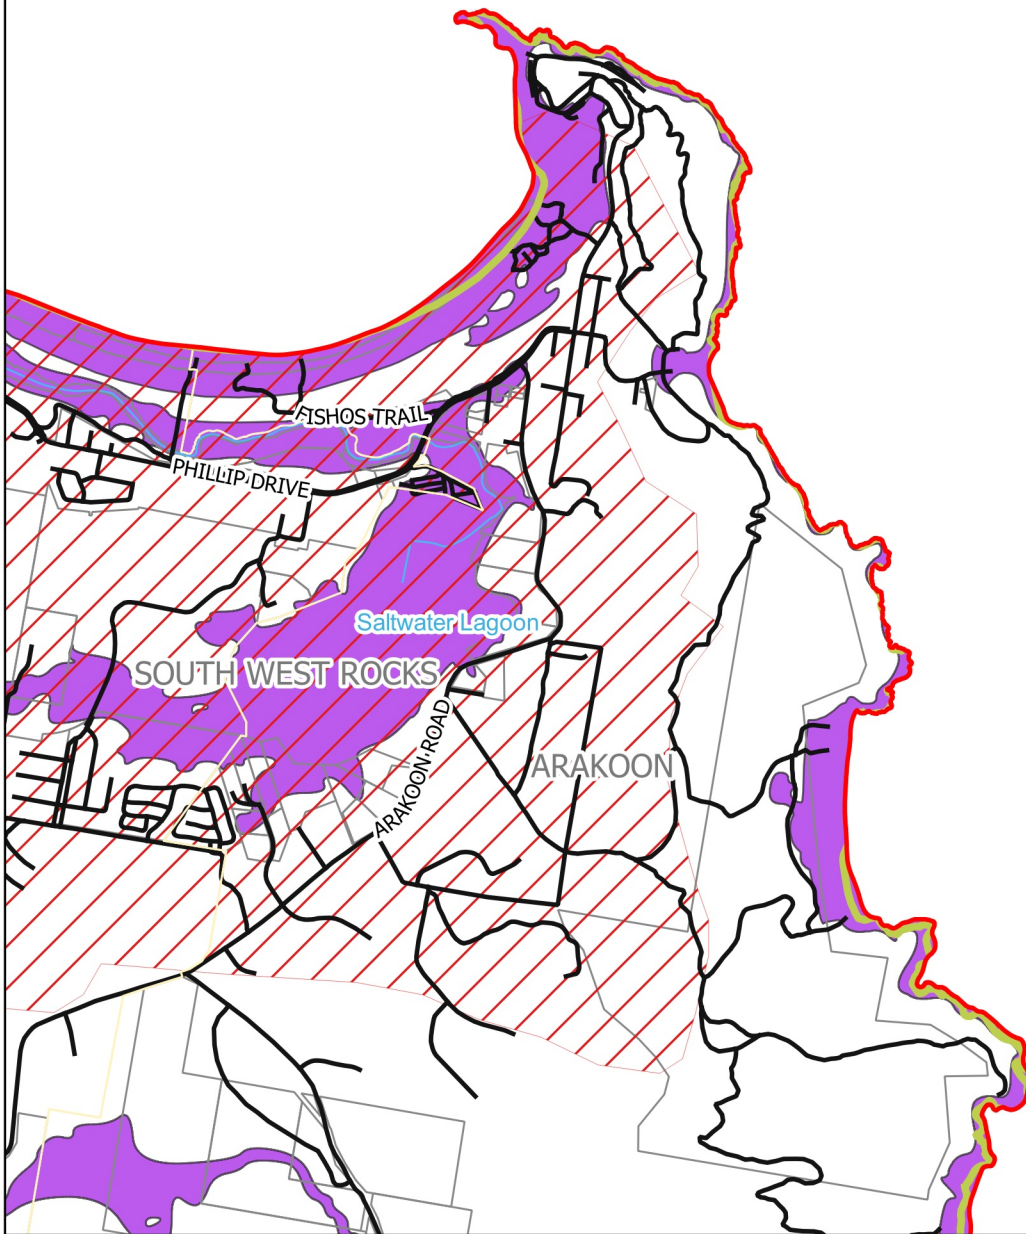 FISHOS TRAIL
PHILLIP DRIVE
Saltwater Lagoon
SOUTH WEST ROCKS
ARAKOON ROAD
ARAKOON